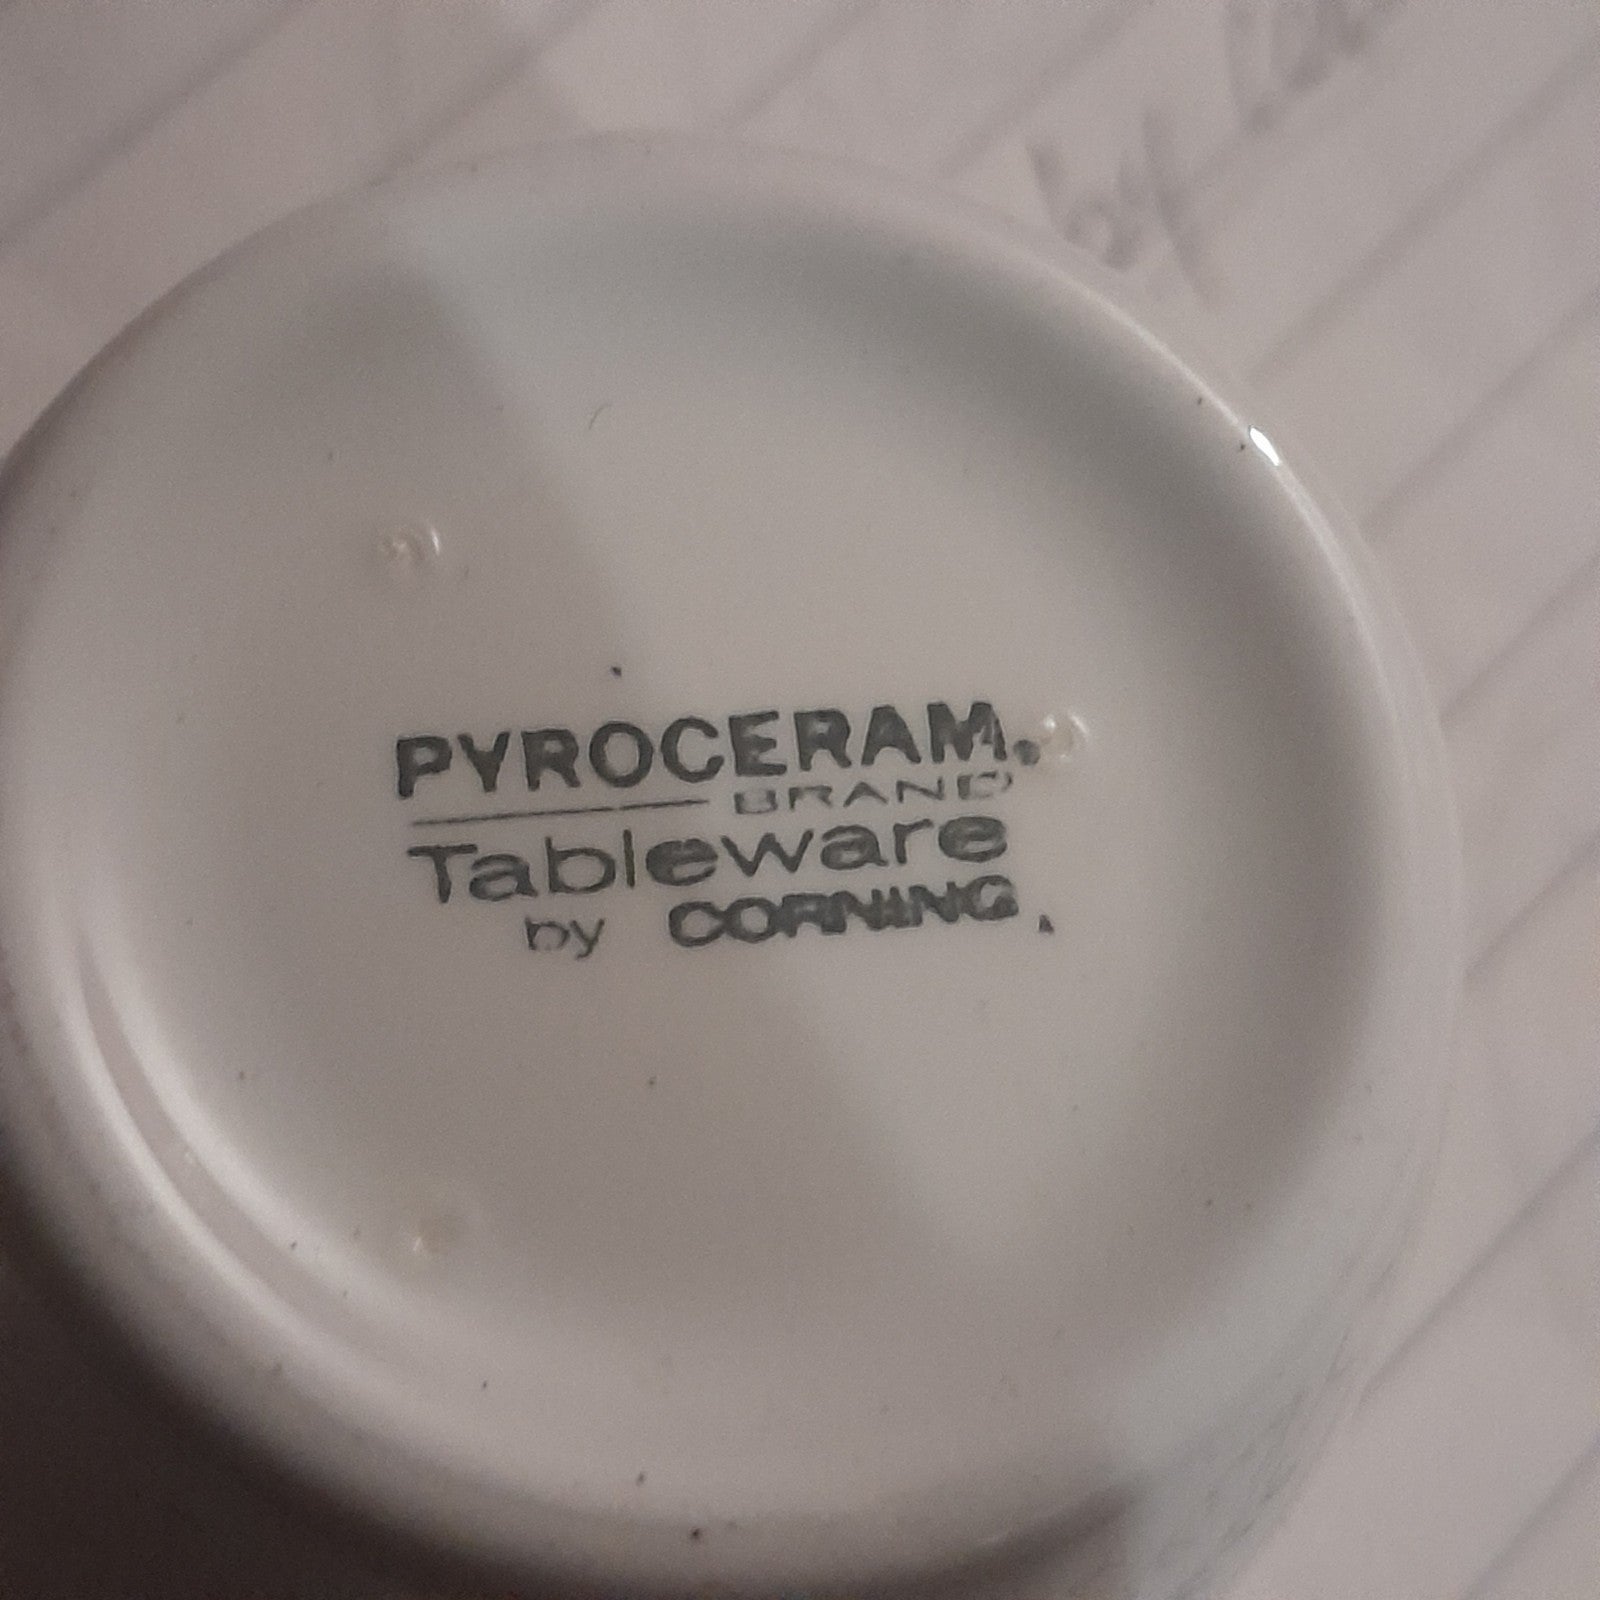 PYROCERAM®
BRAND
Tableware
by CORNING